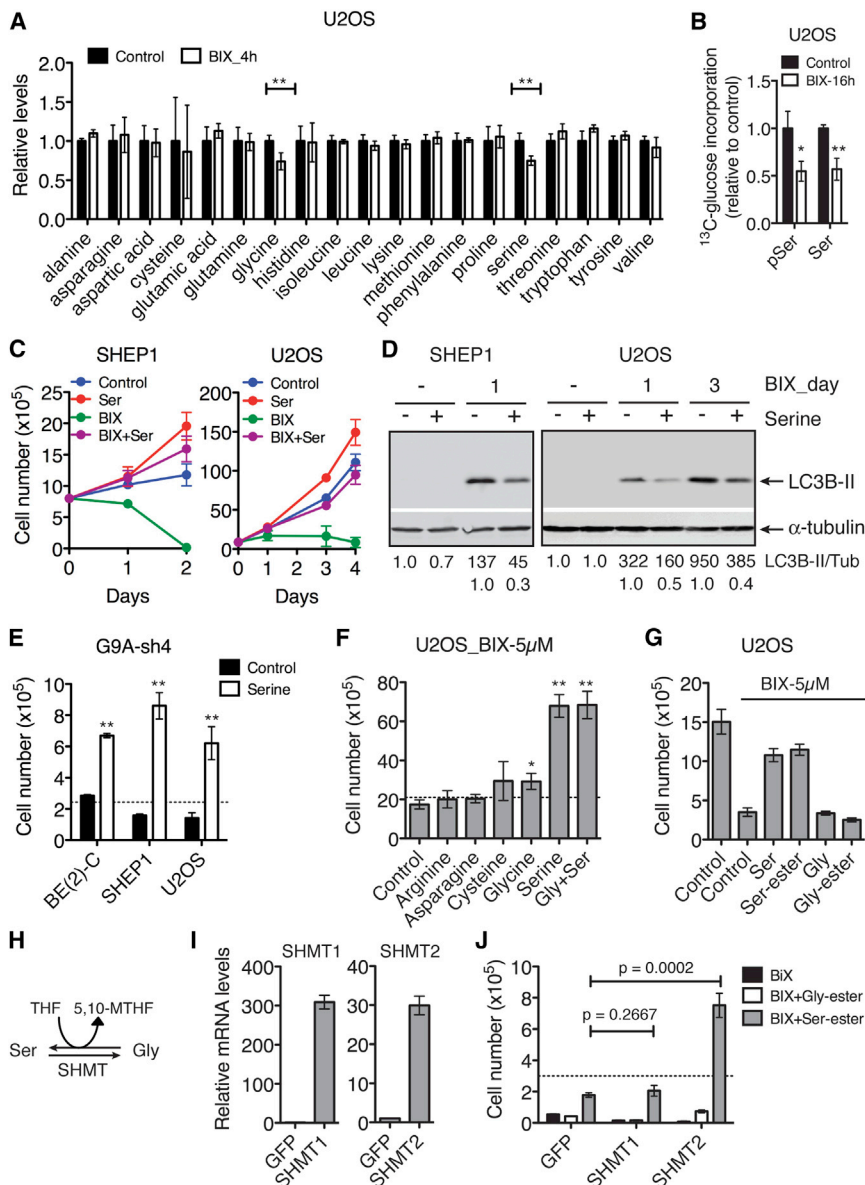 A
U2OS
Control
BIX_4h
Relative levels
2.0
1.5
1.0
0.5
0.0
**
**
alanine
asparagine
aspartic acid
cysteine
glutamic acid
glutamine
glycine
histidine
isoleucine
leucine
lysine
methionine
phenylalanine
proline
serine
threonine
tryptophan
tyrosine
valine
B
U2OS
Control
BIX-16h
13C-glucose incorporation
(relative to control)
1.5
1.0
0.5
0.0
*
**
pSer
Ser
C
SHEP1
Control
Ser
BIX
BIX+Ser
Cell number (x10⁵)
25
20
15
10
5
0
0 1 2
Days
U2OS
Control
Ser
BIX
BIX+Ser
200
150
100
50
0
0 1 2 3 4
Days
D
SHEP1 U2OS
- 1 - 1 3 BIX_day
- + - + - + - + - + Serine
LC3B-II
α-tubulin
1.0 0.7 137 45 1.0 1.0 322 160 950 385 LC3B-II/Tub
1.0 0.3 1.0 0.5 1.0 0.4
E
G9A-sh4
Control
Serine
Cell number (x10⁵)
10
8
6
4
2
0
**
**
**
BE(2)-C
SHEP1
U2OS
F
U2OS_BIX-5µM
Cell number (x10⁵)
80
60
40
20
0
*
**
**
Control
Arginine
Asparagine
Cysteine
Glycine
Serine
Gly+Ser
G
U2OS
BIX-5µM
Cell number (x10⁵)
20
15
10
5
0
Control
Control
Ser
Ser-ester
Gly
Gly-ester
H
THF 5,10-MTHF
Ser Gly
SHMT
I
SHMT1
Relative mRNA levels
400
300
200
100
0
GFP
SHMT1
SHMT2
40
30
20
10
0
GFP
SHMT2
J
BiX
BIX+Gly-ester
BIX+Ser-ester
Cell number (x10⁵)
10
8
6
4
2
0
p = 0.0002
p = 0.2667
GFP
SHMT1
SHMT2